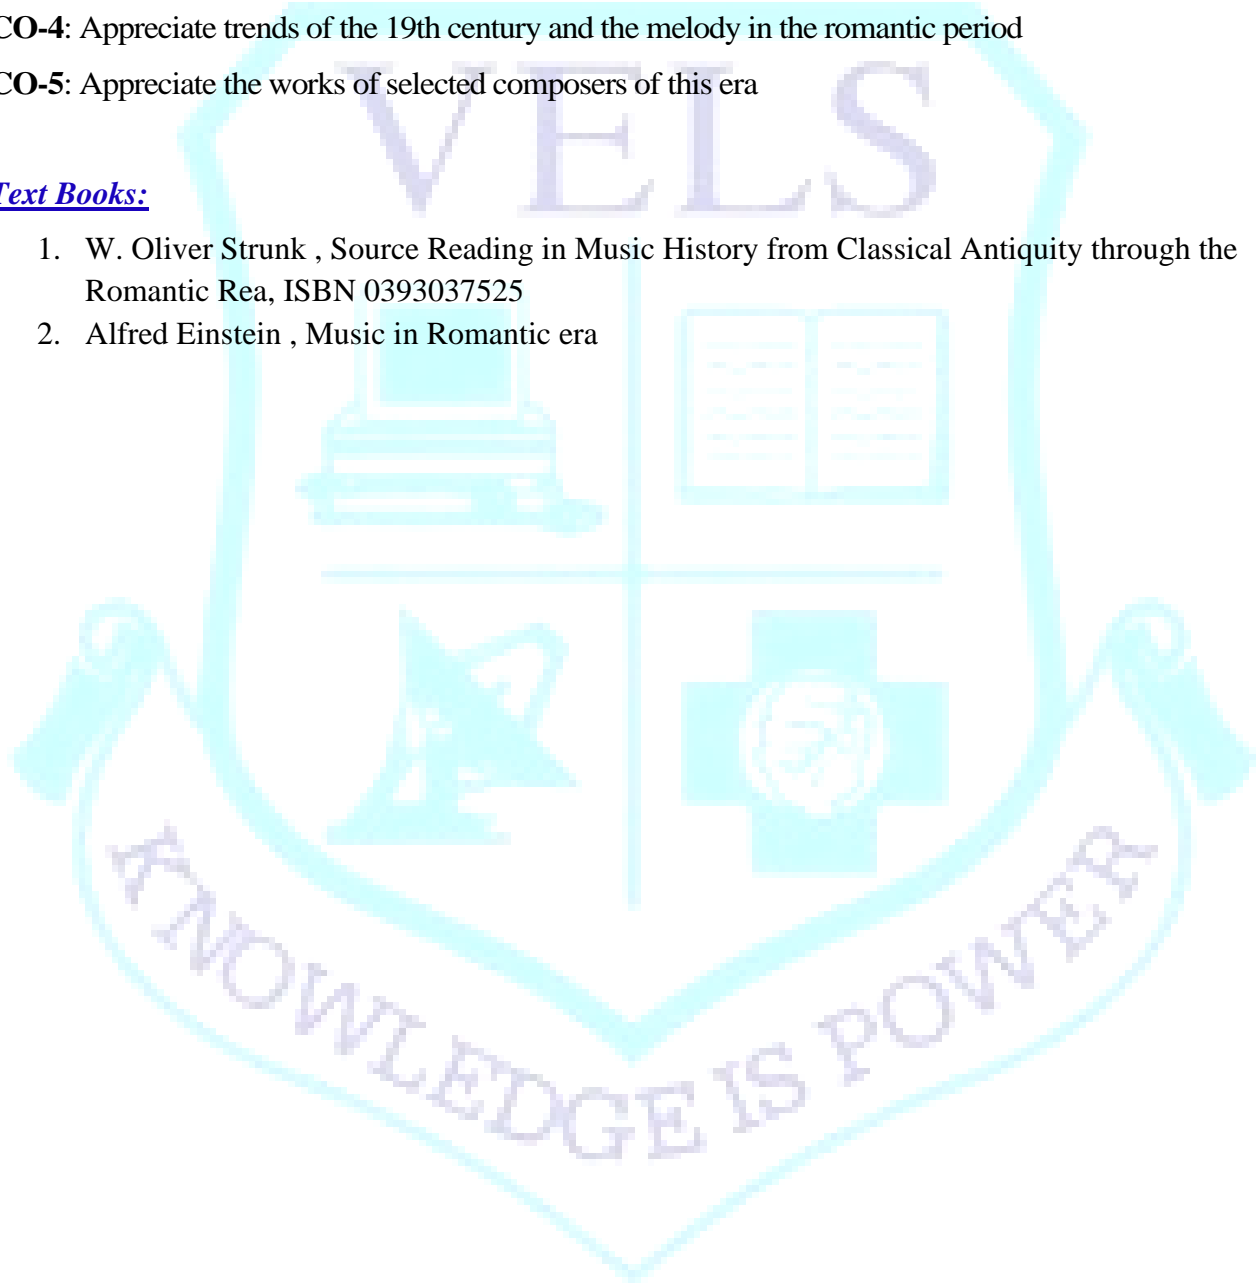 CO-4: Appreciate trends of the 19th century and the melody in the romantic period
CO-5: Appreciate the works of selected composers of this era
VELS
Text Books:
1. W. Oliver Strunk , Source Reading in Music History from Classical Antiquity through the
Romantic Rea, ISBN 0393037525
2. Alfred Einstein , Music in Romantic era
KNOWLEDGE IS POWER